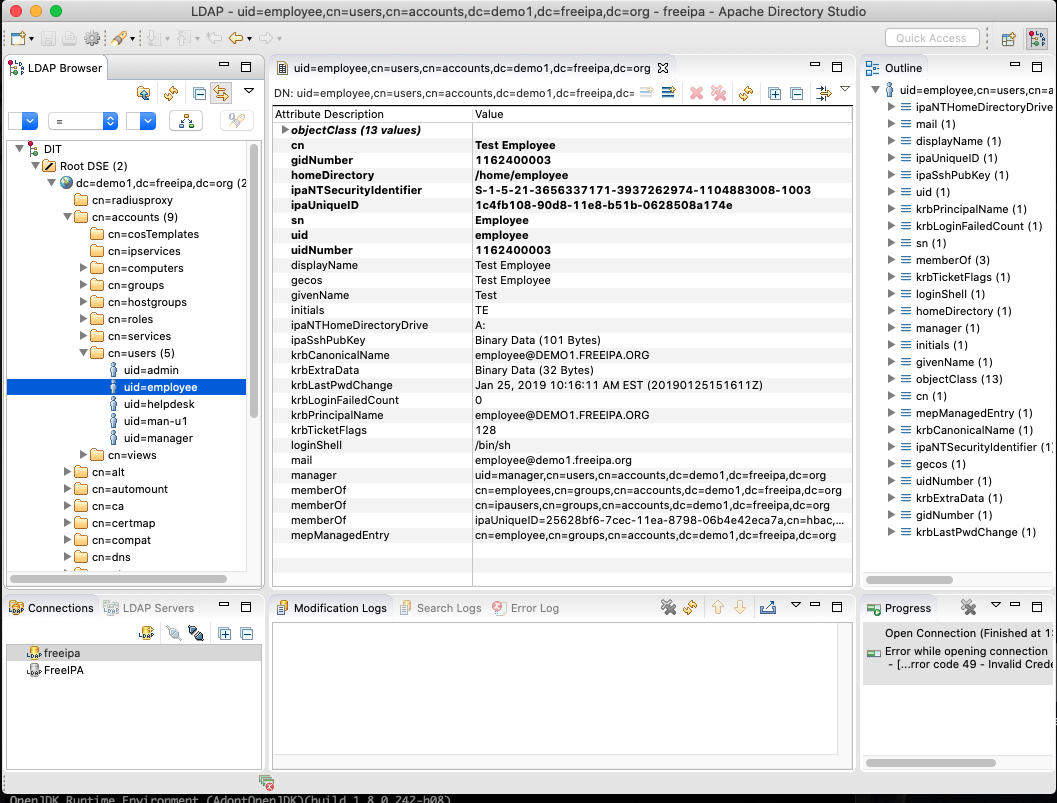 LDAP - uid=employee,cn=users,cn=accounts,dc=demo1,dc=freeipa,dc=org - freeipa - Apache Directory Studio
Quick Access
LDAP Browser
=
DIT
Root DSE (2)
dc=demo1,dc=freeipa,dc=org (2
cn=radiusproxy
cn=accounts (9)
cn=cosTemplates
cn=ipservices
cn=computers
cn=groups
cn=hostgroups
cn=roles
cn=services
cn=users (5)
uid=admin
uid=employee
uid=helpdesk
uid=man-u1
uid=manager
cn=views
cn=alt
cn=automount
cn=ca
cn=certmap
cn=compat
cn=dns
uid=employee,cn=users,cn=accounts,dc=demo1,dc=freeipa,dc=org
DN: uid=employee,cn=users,cn=accounts,dc=demo1,dc=freeipa,dc=
Attribute Description Value
objectClass (13 values)
cn Test Employee
gidNumber 1162400003
homeDirectory /home/employee
ipaNTSecurityIdentifier S-1-5-21-3656337171-3937262974-1104883008-1003
ipaUniqueID 1c4fb108-90d8-11e8-b51b-0628508a174e
sn Employee
uid employee
uidNumber 1162400003
displayName Test Employee
gecos Test Employee
givenName Test
initials TE
ipaNTHomeDirectoryDrive A:
ipaSshPubKey Binary Data (101 Bytes)
krbCanonicalName employee@DEMO1.FREEIPA.ORG
krbExtraData Binary Data (32 Bytes)
krbLastPwdChange Jan 25, 2019 10:16:11 AM EST (20190125151611Z)
krbLoginFailedCount 0
krbPrincipalName employee@DEMO1.FREEIPA.ORG
krbTicketFlags 128
loginShell /bin/sh
mail employee@demo1.freeipa.org
manager uid=manager,cn=users,cn=accounts,dc=demo1,dc=freeipa,dc=org
memberOf cn=employees,cn=groups,cn=accounts,dc=demo1,dc=freeipa,dc=org
memberOf cn=ipausers,cn=groups,cn=accounts,dc=demo1,dc=freeipa,dc=org
memberOf ipaUniqueID=25628bf6-7cec-11ea-8798-06b4e42eca7a,cn=hbac,...
mepManagedEntry cn=employee,cn=groups,cn=accounts,dc=demo1,dc=freeipa,dc=org
Outline
uid=employee,cn=users,cn=a
ipaNTHomeDirectoryDrive
mail (1)
displayName (1)
ipaUniqueID (1)
ipaSshPubKey (1)
uid (1)
krbPrincipalName (1)
krbLoginFailedCount (1)
sn (1)
memberOf (3)
krbTicketFlags (1)
loginShell (1)
homeDirectory (1)
manager (1)
initials (1)
givenName (1)
objectClass (13)
cn (1)
mepManagedEntry (1)
krbCanonicalName (1)
ipaNTSecurityIdentifier (1
gecos (1)
uidNumber (1)
krbExtraData (1)
gidNumber (1)
krbLastPwdChange (1)
Connections LDAP Servers
freeipa
FreeIPA
Modification Logs Search Logs Error Log
Progress
Open Connection (Finished at 1
Error while opening connection
- [...rror code 49 - Invalid Crede
OpenJDK Runtime Environment (AdoptOpenJDK)(build 1.8.0_242-b08)